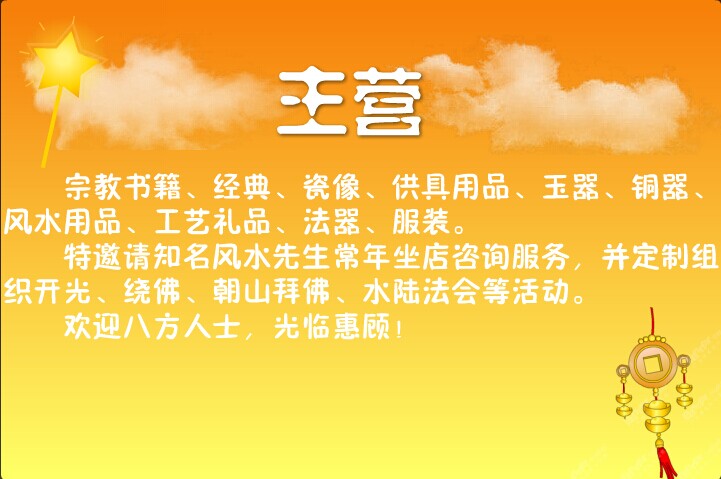 主营
宗教书籍、经典、瓷像、供具用品、玉器、铜器、
风水用品、工艺礼品、法器、服装。
特邀请知名风水先生常年坐店咨询服务，并定制组
织开光、绕佛、朝山拜佛、水陆法会等活动。
欢迎八方人士，光临惠顾！